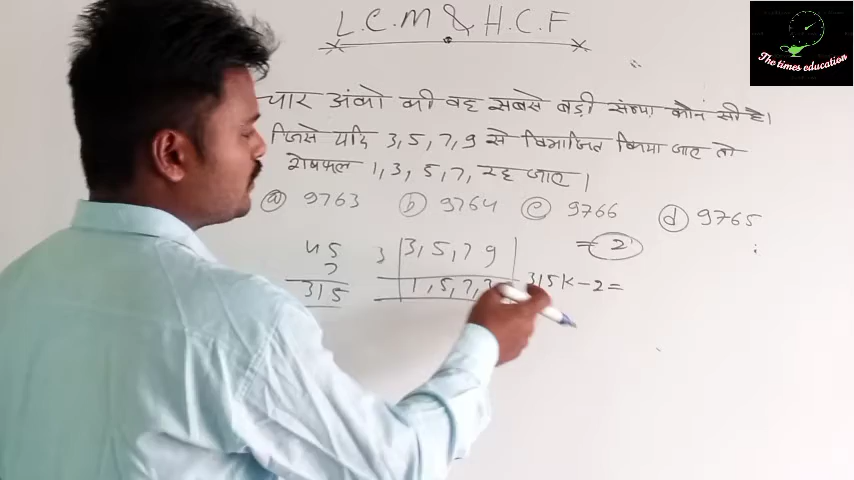 L.C.M & H.C.F
The times education
चार अंको की वह सबसे बड़ी संख्या कौन सी है।
जिसे यदि 3, 5, 7, 9 से विभाजित किया जाए तो
शेषफल 1, 3, 5, 7, रह जाए।
(a) 9763 (b) 9764 (c) 9766 (d) 9765
45 3 | 3, 5, 7 9 | = 2
7 1, 5, 7, 315K - 2 =
315